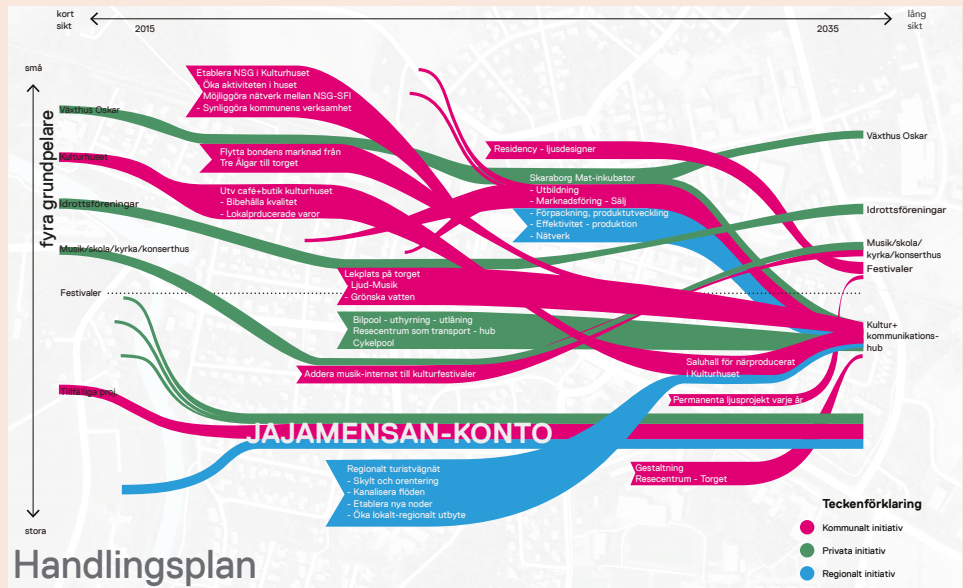 kort
sikt
2015
2035
lång
sikt
små
fyra grundpelare
stora
Växthus Oskar
Kulturhuset
Idrottsföreningar
Musik/skola/kyrka/konserthus
Festivaler
Tillfälliga proj.
Etablera NSG i Kulturhuset
Öka aktiviteten i huset
Möjliggöra nätverk mellan NSG-SFI
- Synliggöra kommunens verksamhet
Flytta bondens marknad från
Tre Älgar till torget
Utv café+butik kulturhuset
- Bibehålla kvalitet
- Lokalprducerade varor
Residency - ljusdesigner
Skaraborg Mat-inkubator
- Utbildning
- Marknadsföring - Sälj
- Förpackning, produktutveckling
- Effektivitet - produktion
- Nätverk
Lekplats på torget
Ljud-Musik
- Grönska vatten
Bilpool - uthyrning - utlåning
Resecentrum som transport - hub
Cykelpool
Addera musik-internat till kulturfestivaler
Saluhall för närproducerat
i Kulturhuset
Permanenta ljusprojekt varje år
JAJAMENSAN-KONTO
Regionalt turistvägnät
- Skylt och orentering
- Kanalisera flöden
- Etablera nya noder
- Öka lokalt-regionalt utbyte
Gestaltning
Resecentrum - Torget
Växthus Oskar
Idrottsföreningar
Musik/skola/
kyrka/konserthus
Festivaler
Kultur+
kommunikations-
hub
Teckenförklaring
Kommunalt initiativ
Privata initiativ
Regionalt initiativ
Handlingsplan